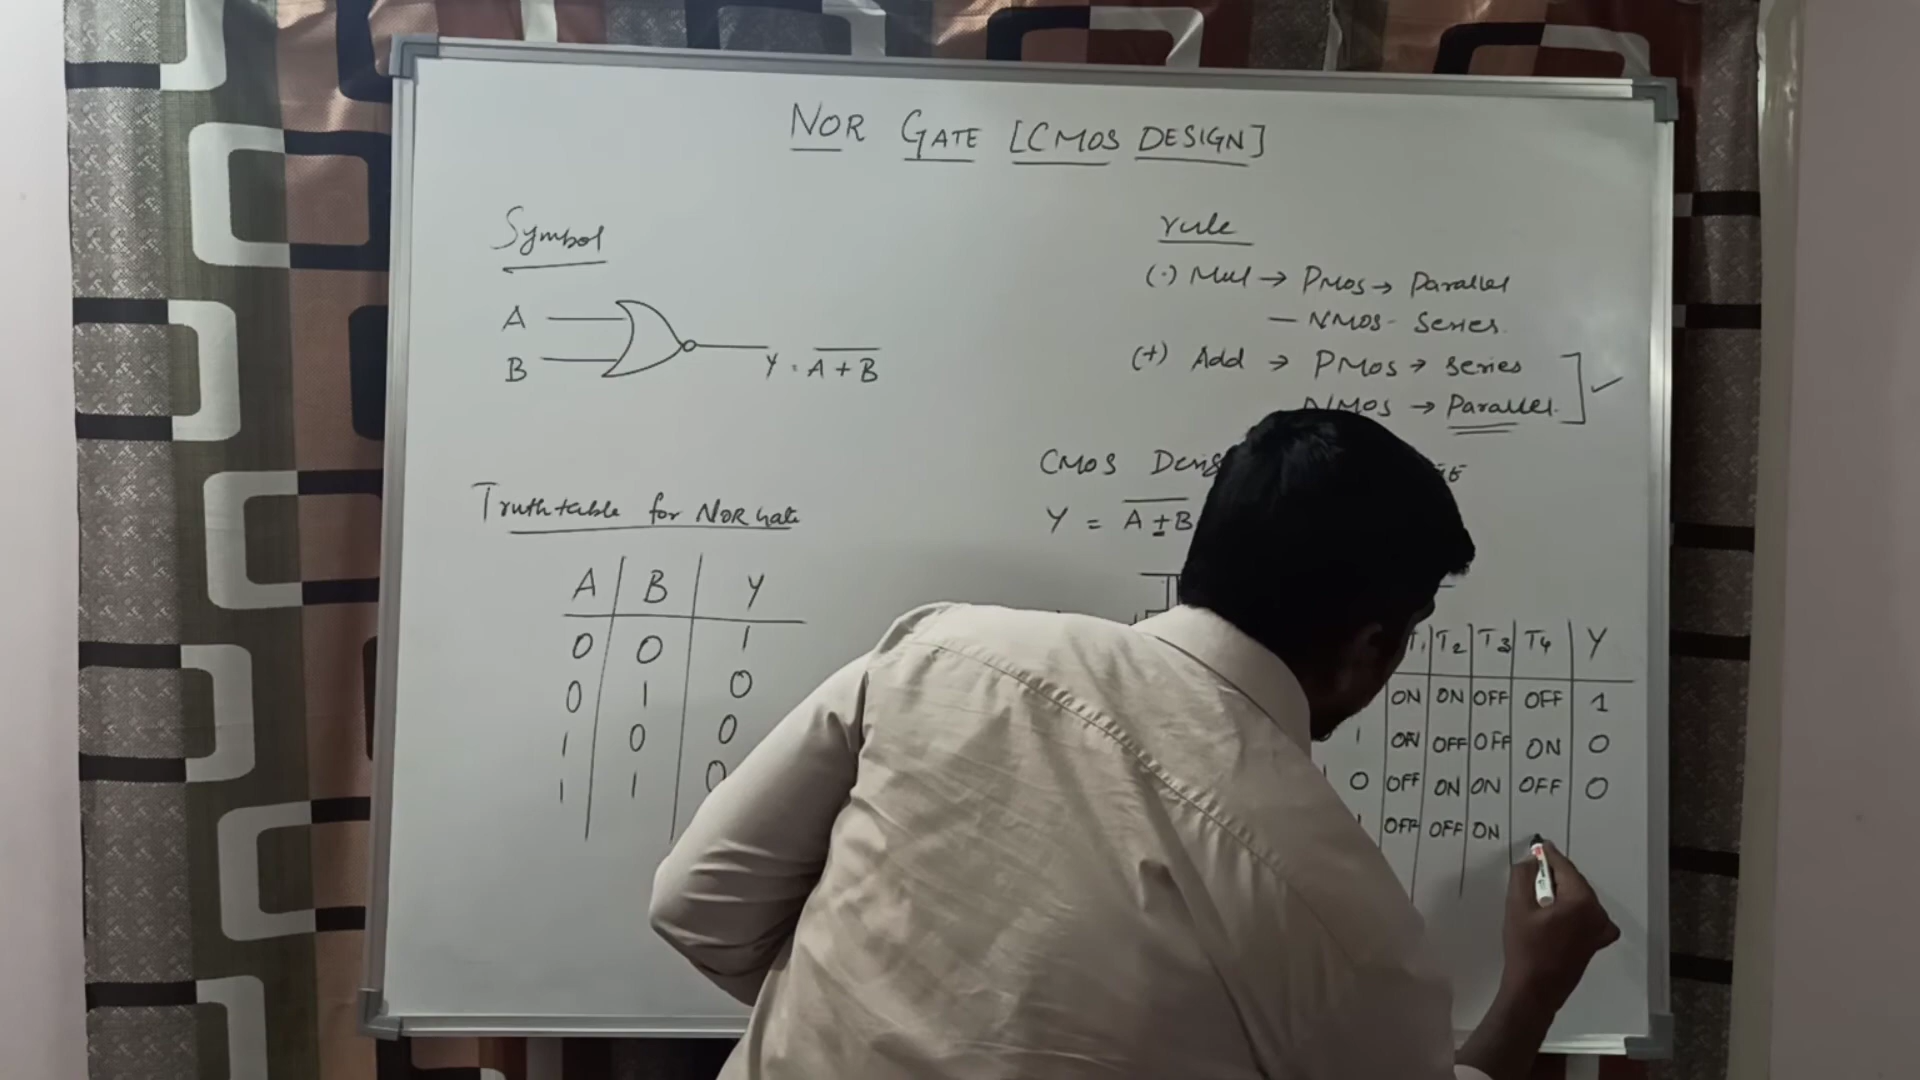 NOR GATE [CMOS DESIGN]
Symbol
A
B
Y = A + B
Truthtable for NOR Gate
A B Y
0 0 1
0 1 0
1 0 0
1 1 0
rule
(·) Mul → PMOS → Parallel
— NMOS - Series.
(+) Add → PMOS → Series
NMOS → Parallel.
CMOS
Y = A + B
T1 T2 T3 T4 Y
ON ON OFF OFF 1
1 ON OFF OFF ON 0
1 0 OFF ON ON OFF 0
1 OFF OFF ON